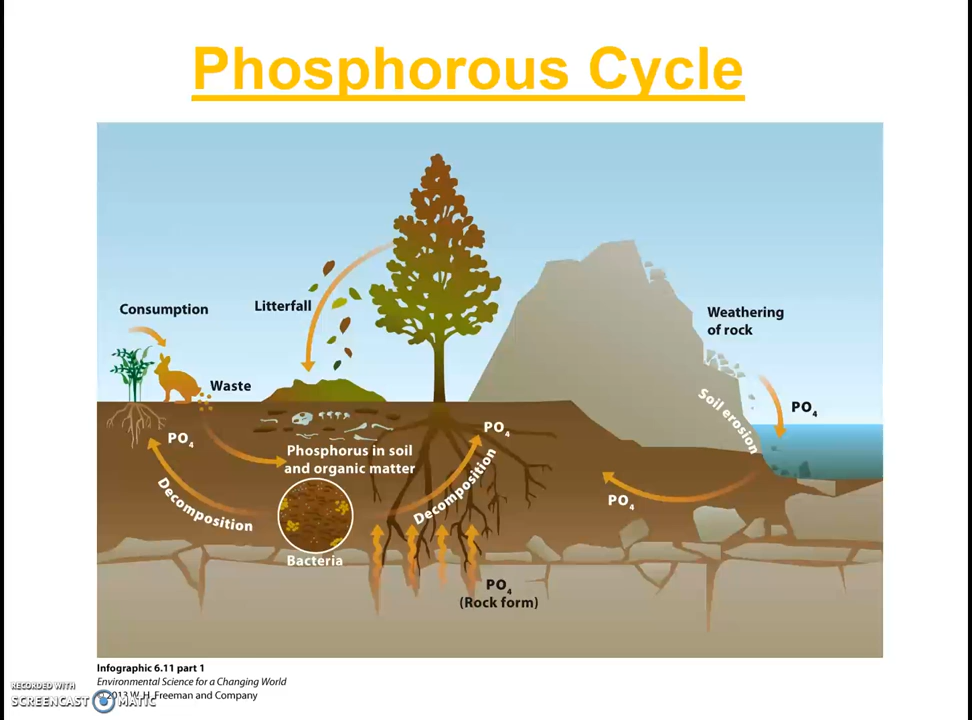 Phosphorous Cycle
Consumption
Litterfall
Weathering
of rock
Waste
PO4
Soil erosion
PO4
PO4
Phosphorus in soil
and organic matter
Decomposition
Decomposition
PO4
Bacteria
PO4
(Rock form)
Infographic 6.11 part 1
Environmental Science for a Changing World
2013 W. H. Freeman and Company
RECORDED WITH
SCREENCAST MATIC